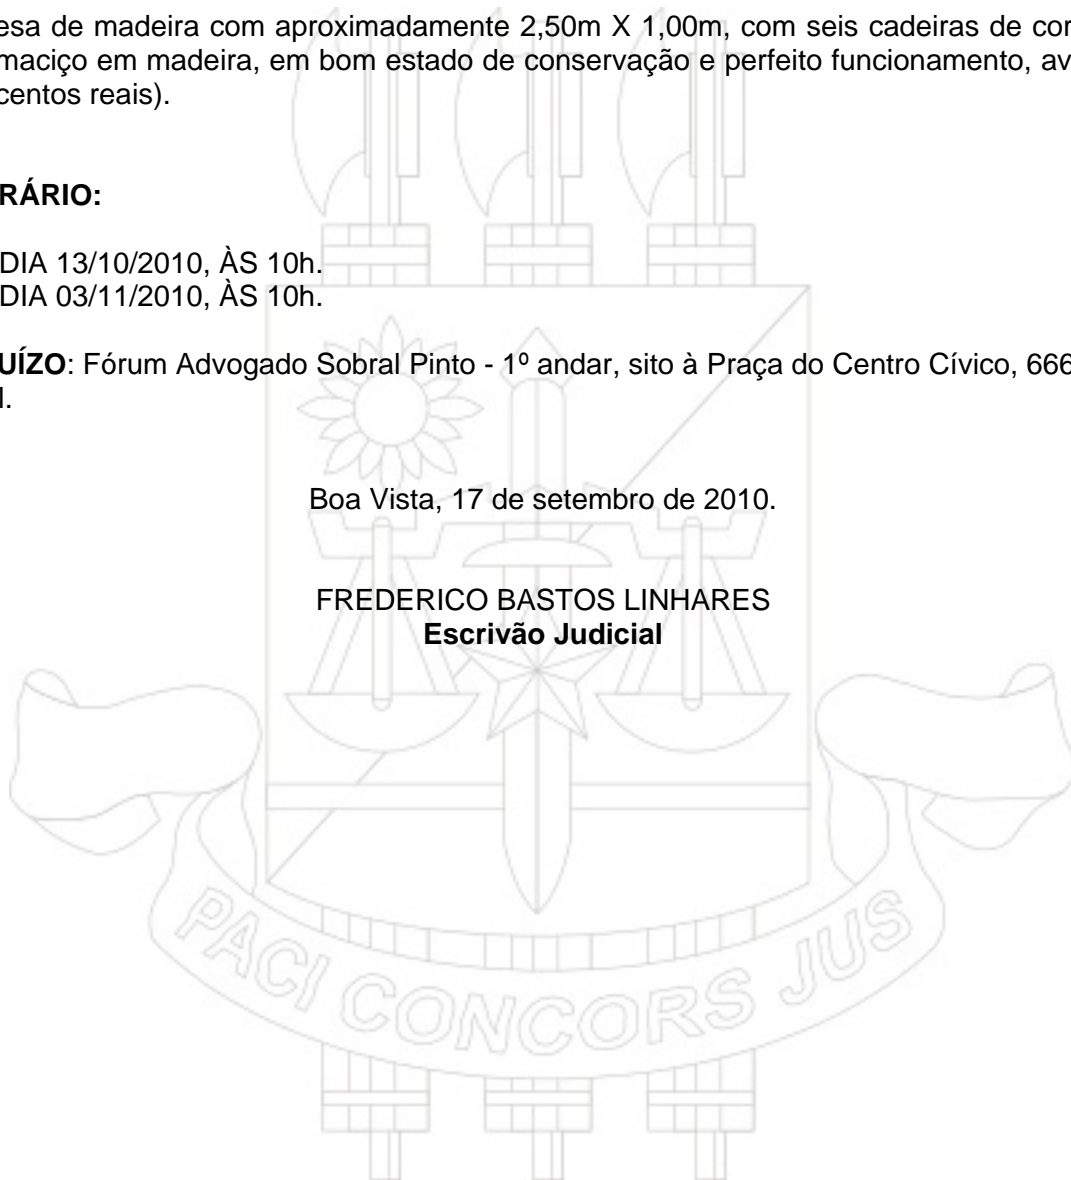 esa de madeira com aproximadamente 2,50m X 1,00m, com seis cadeiras de cor
maciço em madeira, em bom estado de conservação e perfeito funcionamento, av
centos reais).
RÁRIO:
DIA 13/10/2010, ÀS 10h.
DIA 03/11/2010, ÀS 10h.
UÍZO: Fórum Advogado Sobral Pinto - 1º andar, sito à Praça do Centro Cívico, 666
l.
Boa Vista, 17 de setembro de 2010.
FREDERICO BASTOS LINHARES
Escrivão Judicial
PACI CONCORS JUS